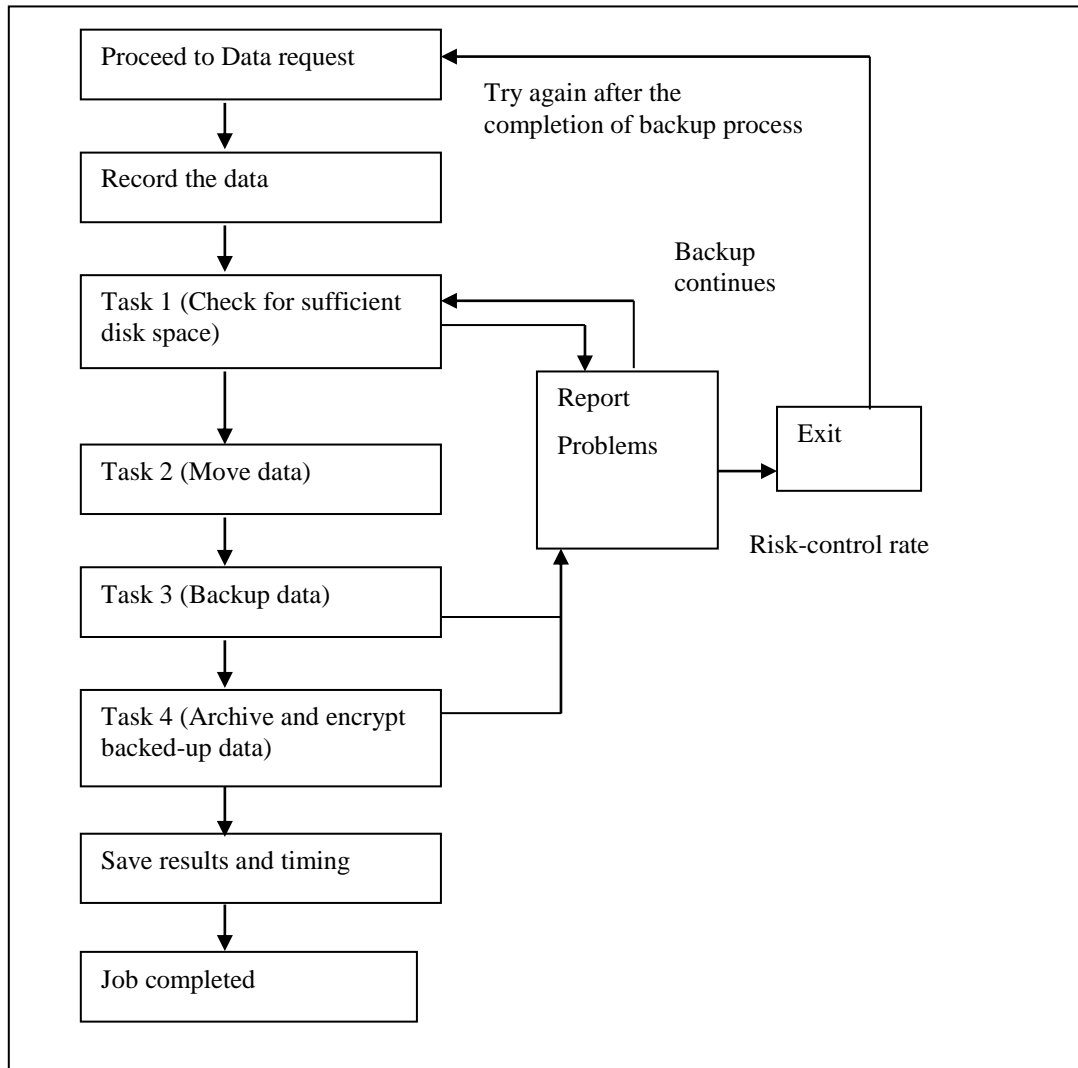 Proceed to Data request
Try again after the
completion of backup process
Record the data
Backup
continues
Task 1 (Check for sufficient
disk space)
Report
Problems
Exit
Task 2 (Move data)
Risk-control rate
Task 3 (Backup data)
Task 4 (Archive and encrypt
backed-up data)
Save results and timing
Job completed